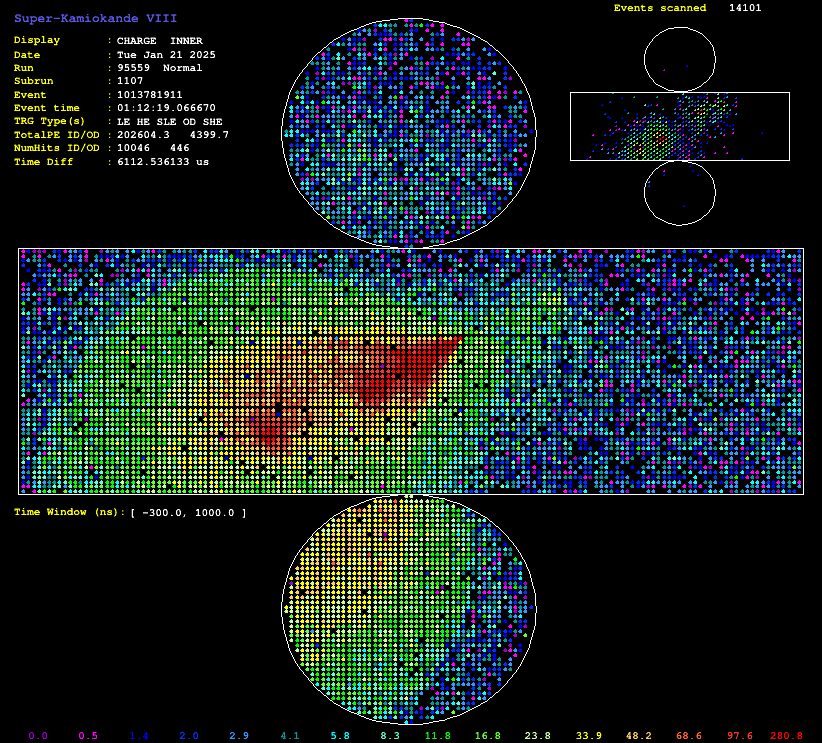 Super-Kamiokande VIII
Events scanned 14101
Display : CHARGE INNER
Date : Tue Jan 21 2025
Run : 95559 Normal
Subrun : 1107
Event : 1013781911
Event time : 01:12:19.066670
TRG Type(s) : LE HE SLE OD SHE
TotalPE ID/OD : 202604.3 4399.7
NumHits ID/OD : 10046 446
Time Diff : 6112.536133 us
Time Window (ns): [ -300.0, 1000.0 ]
0.0 0.5 1.4 2.0 2.9 4.1 5.8 8.3 11.8 16.8 23.8 33.9 48.2 68.6 97.6 280.8